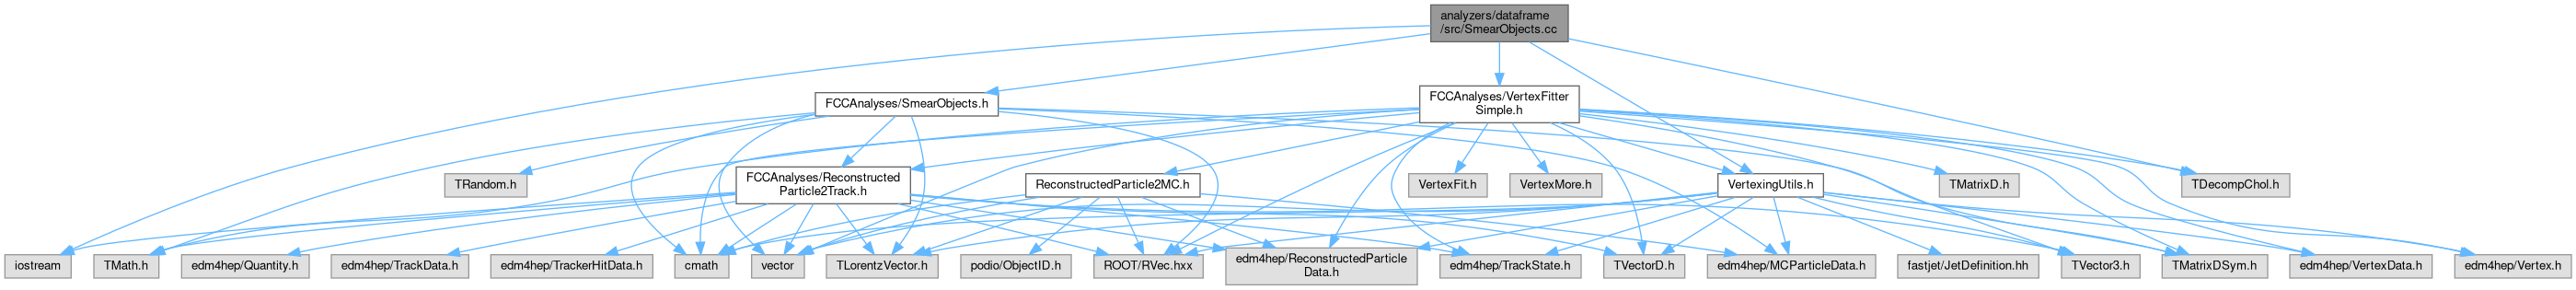 analyzers/dataframe
/src/SmearObjects.cc
FCCAnalyses/SmearObjects.h
FCCAnalyses/VertexFitter
Simple.h
TRandom.h
FCCAnalyses/Reconstructed
Particle2Track.h
ReconstructedParticle2MC.h
VertexFit.h
VertexMore.h
VertexingUtils.h
TMatrixD.h
TDecompChol.h
iostream
TMath.h
edm4hep/Quantity.h
edm4hep/TrackData.h
edm4hep/TrackerHitData.h
cmath
vector
TLorentzVector.h
podio/ObjectID.h
ROOT/RVec.hxx
edm4hep/ReconstructedParticle
Data.h
edm4hep/TrackState.h
TVectorD.h
edm4hep/MCParticleData.h
fastjet/JetDefinition.hh
TVector3.h
TMatrixDSym.h
edm4hep/VertexData.h
edm4hep/Vertex.h